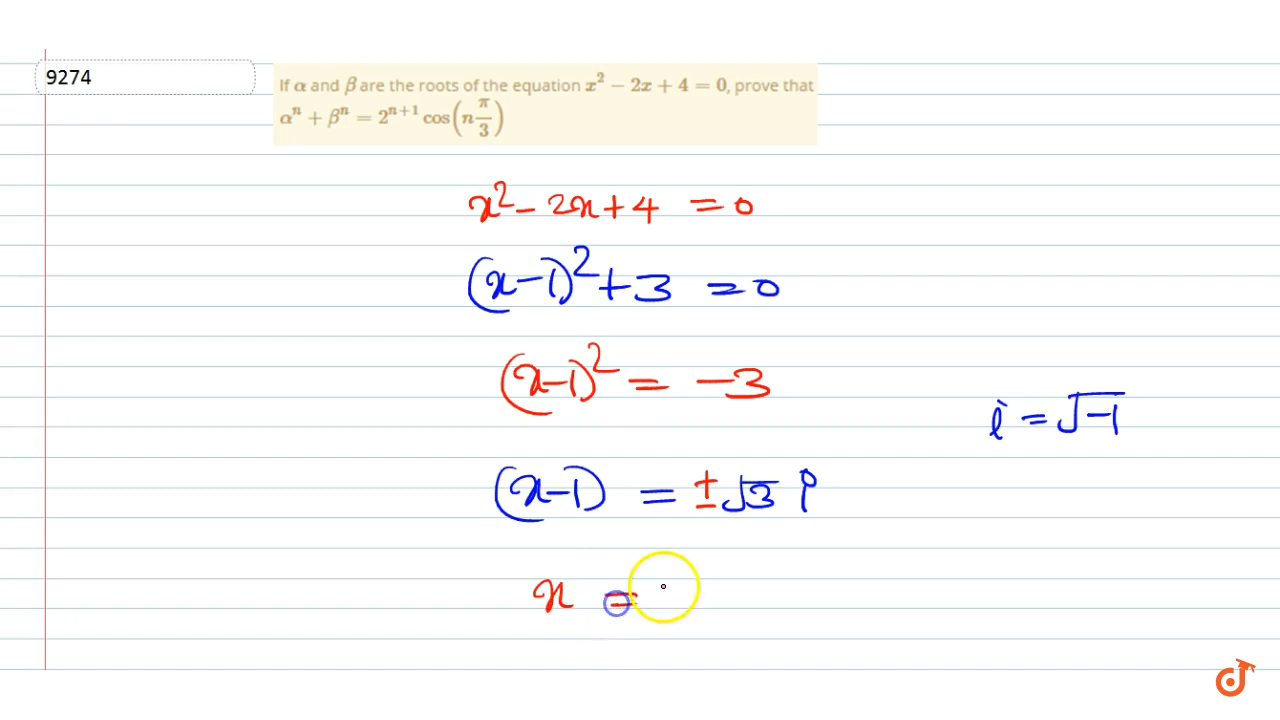 9274
If α and β are the roots of the equation x² − 2x + 4 = 0, prove that
αⁿ + βⁿ = 2ⁿ⁺¹ cos(n π/3)
x² − 2x + 4 = 0
(x−1)² + 3 = 0
(x−1)² = −3
i = √−1
(x−1) = ± √3 i
x =